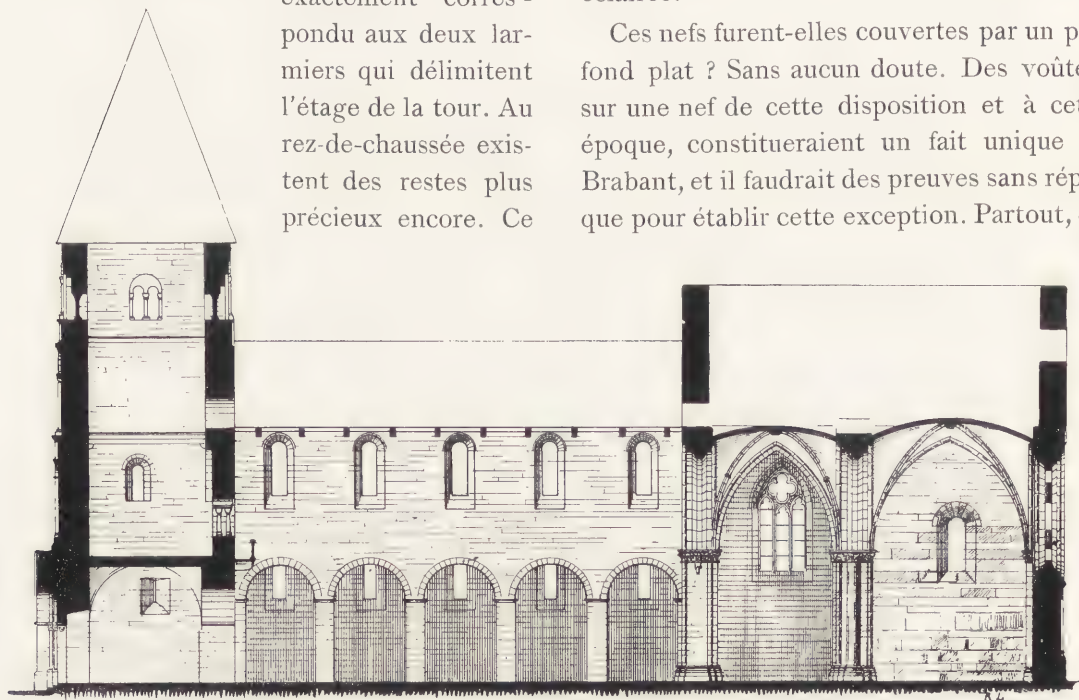 exactement corres-
pondu aux deux lar-
miers qui délimitent
l'étage de la tour. Au
rez-de-chaussée exis-
tent des restes plus
précieux encore. Ce
Ces nefs furent-elles couvertes par un p
fond plat ? Sans aucun doute. Des voûte
sur une nef de cette disposition et à cet
époque, constitueraient un fait unique
Brabant, et il faudrait des preuves sans rép
que pour établir cette exception. Partout,